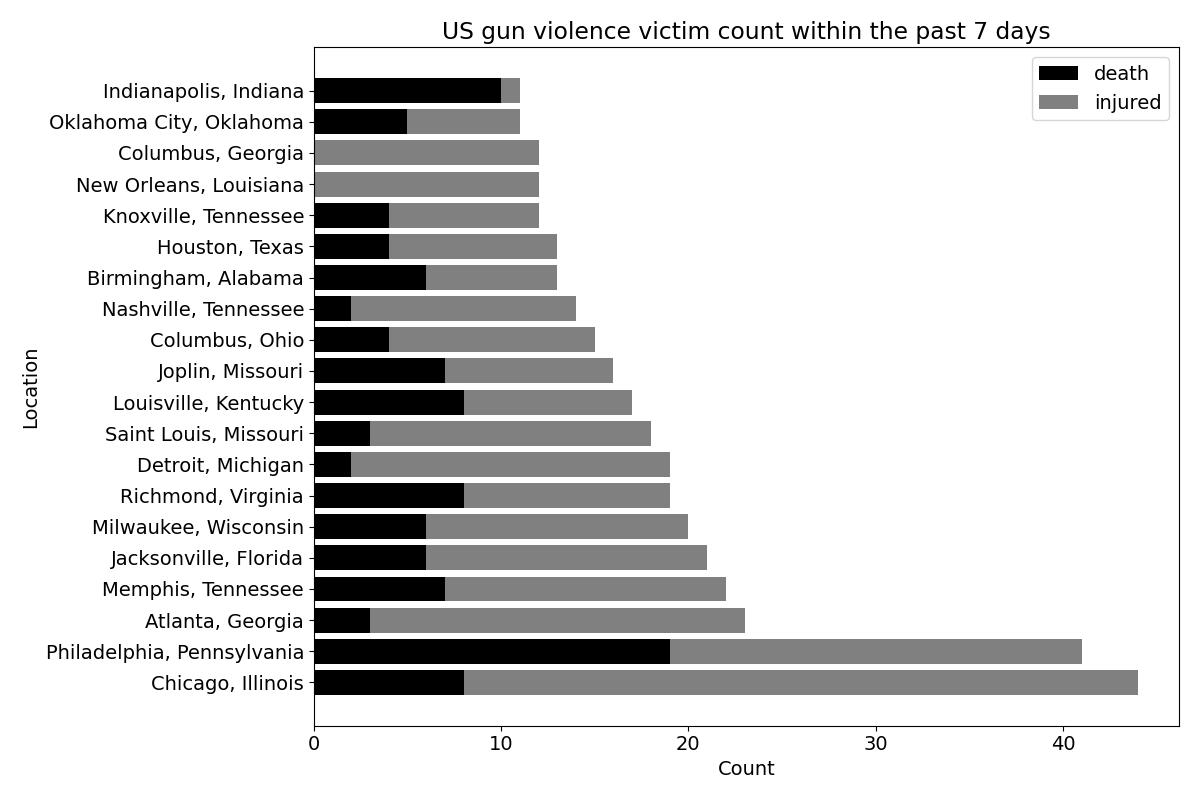 US gun violence victim count within the past 7 days
death
injured
Indianapolis, Indiana
Oklahoma City, Oklahoma
Columbus, Georgia
New Orleans, Louisiana
Knoxville, Tennessee
Houston, Texas
Birmingham, Alabama
Nashville, Tennessee
Columbus, Ohio
Joplin, Missouri
Louisville, Kentucky
Saint Louis, Missouri
Detroit, Michigan
Richmond, Virginia
Milwaukee, Wisconsin
Jacksonville, Florida
Memphis, Tennessee
Atlanta, Georgia
Philadelphia, Pennsylvania
Chicago, Illinois
Location
0 10 20 30 40
Count